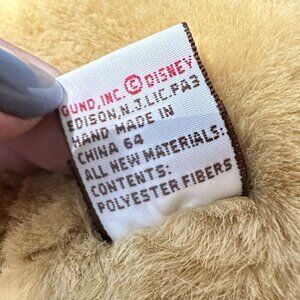 GUND, INC. © DISNEY
EDISON, N.J. LIC. PA3
HAND MADE IN
CHINA 64
ALL NEW MATERIALS:
CONTENTS:
POLYESTER FIBERS